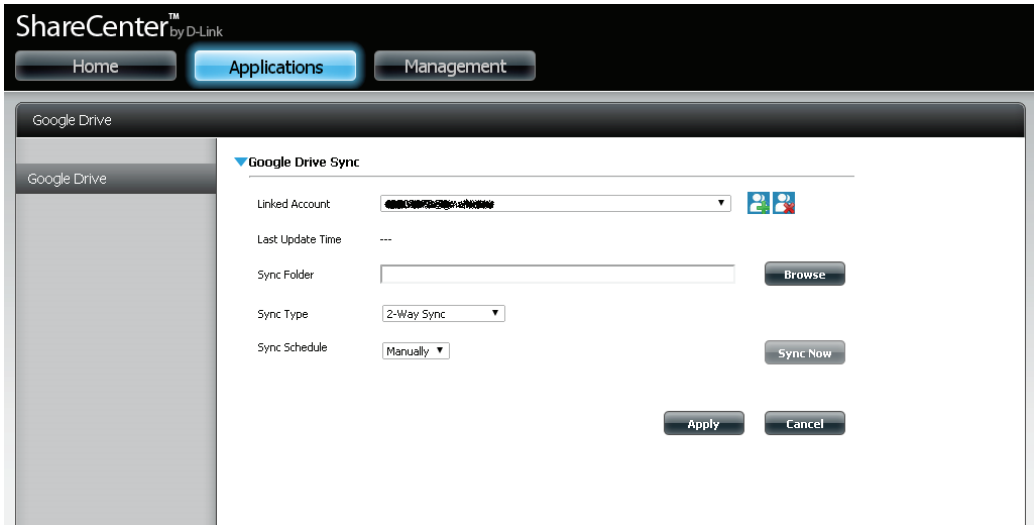 ShareCenter™ by D-Link
Home Applications Management
Google Drive
Google Drive
Google Drive Sync
Linked Account
Last Update Time ---
Sync Folder Browse
Sync Type 2-Way Sync
Sync Schedule Manually Sync Now
Apply Cancel